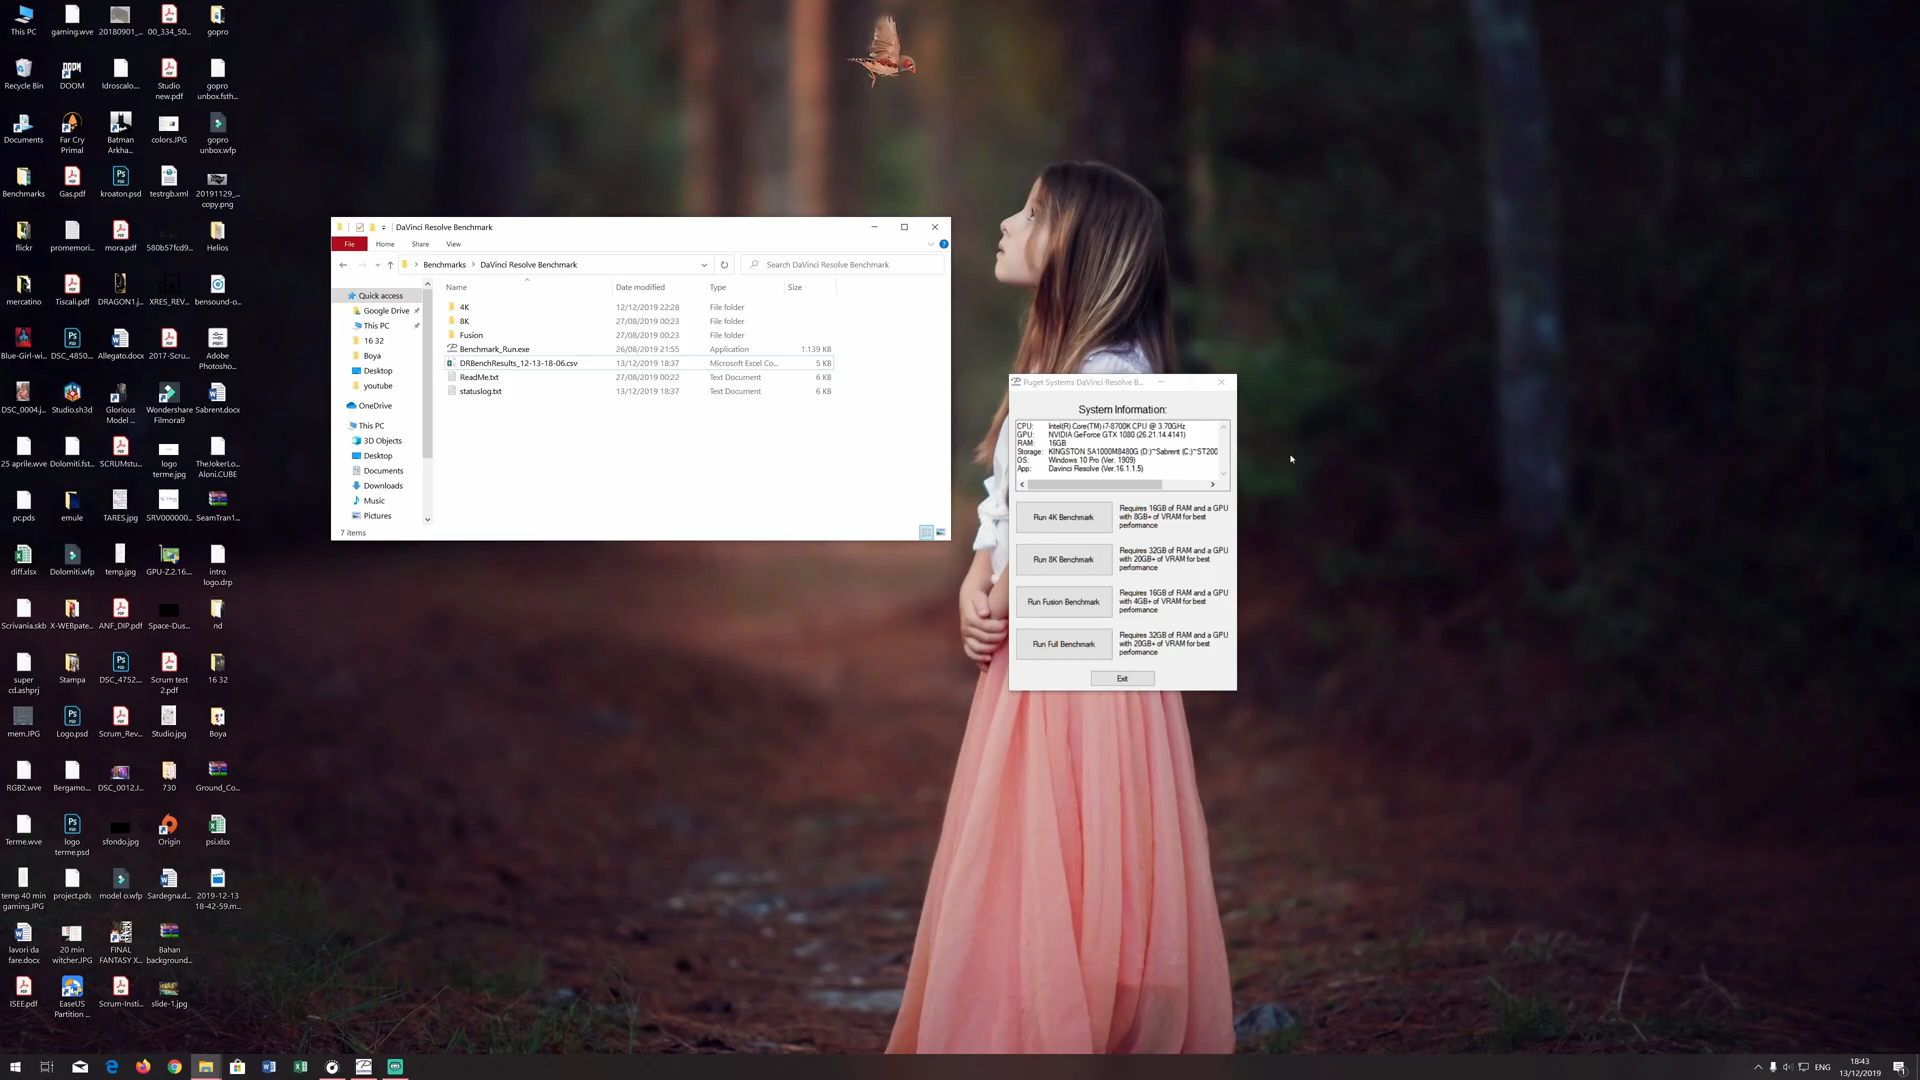 This PC
gaming.wve
20180901_...
00_334_50...
gopro
Recycle Bin
DOOM
Idroscalo...
Studio
new.pdf
gopro
unbox.fsth...
Documents
Far Cry
Primal
Batman
Arkha...
colors.JPG
gopro
unbox.wfp
Benchmarks
Gas.pdf
kroaton.psd
testrgb.xml
20191129_...
copy.png
flickr
promemori...
mora.pdf
580b57fcd9...
Helios
mercatino
Tiscali.pdf
DRAGON1.j...
XRES_REV...
bensound-o...
Blue-Girl-wi...
DSC_4850...
Allegato.docx
2017-Scru...
Adobe
Photosho...
DSC_0004.j...
Studio.sh3d
Glorious
Model ...
Wondershare
Filmora9
Sabrent.docx
25 aprile.wve
Dolomiti.fst...
SCRUMstu...
logo
terme.jpg
TheJokerLo...
Aloni.CUBE
pc.pds
emule
TARES.jpg
SRV000000...
SeamTran1...
diff.xlsx
Dolomiti.wfp
temp.jpg
GPU-Z.2.16...
intro
logo.drp
Scrivania.skb
X-WEBpate...
ANF_DIP.pdf
Space-Dus...
nd
super
cd.ashprj
Stampa
DSC_4752...
Scrum test
2.pdf
16 32
mem.JPG
Logo.psd
Scrum_Rev...
Studio.jpg
Boya
RGB2.wve
Bergamo...
DSC_0012.J...
730
Ground_Co...
Terme.wve
logo
terme.psd
sfondo.jpg
Origin
psi.xlsx
temp 40 min
gaming.JPG
project.pds
model o.wfp
Sardegna.d...
2019-12-13
18-42-59.m...
lavori da
fare.docx
20 min
witcher.JPG
FINAL
FANTASY X...
Bahan
background...
ISEE.pdf
EaseUS
Partition ...
Scrum-Insti...
slide-1.jpg
DaVinci Resolve Benchmark
File
Home
Share
View
Benchmarks > DaVinci Resolve Benchmark
Search DaVinci Resolve Benchmark
Name
Date modified
Type
Size
Quick access
Google Drive
This PC
16 32
Boya
Desktop
youtube
OneDrive
This PC
3D Objects
Desktop
Documents
Downloads
Music
Pictures
4K 12/12/2019 22:28 File folder
8K 27/08/2019 00:23 File folder
Fusion 27/08/2019 00:23 File folder
Benchmark_Run.exe 26/08/2019 21:55 Application 1.139 KB
DRBenchResults_12-13-18-06.csv 13/12/2019 18:37 Microsoft Excel Co... 5 KB
ReadMe.txt 27/08/2019 00:22 Text Document 6 KB
statuslog.txt 13/12/2019 18:37 Text Document 6 KB
7 items
Puget Systems DaVinci Resolve B...
System Information:
CPU: Intel(R) Core(TM) i7-8700K CPU @ 3.70GHz
GPU: NVIDIA GeForce GTX 1080 (26.21.14.4141)
RAM: 16GB
Storage: KINGSTON SA1000M8480G (D:)~Sabrent (C:)~ST200
OS: Windows 10 Pro (Ver. 1909)
App: Davinci Resolve (Ver.16.1.1.5)
Run 4K Benchmark
Requires 16GB of RAM and a GPU
with 8GB+ of VRAM for best
performance
Run 8K Benchmark
Requires 32GB of RAM and a GPU
with 20GB+ of VRAM for best
performance
Run Fusion Benchmark
Requires 16GB of RAM and a GPU
with 4GB+ of VRAM for best
performance
Run Full Benchmark
Requires 32GB of RAM and a GPU
with 20GB+ of VRAM for best
performance
Exit
ENG
18:43
13/12/2019